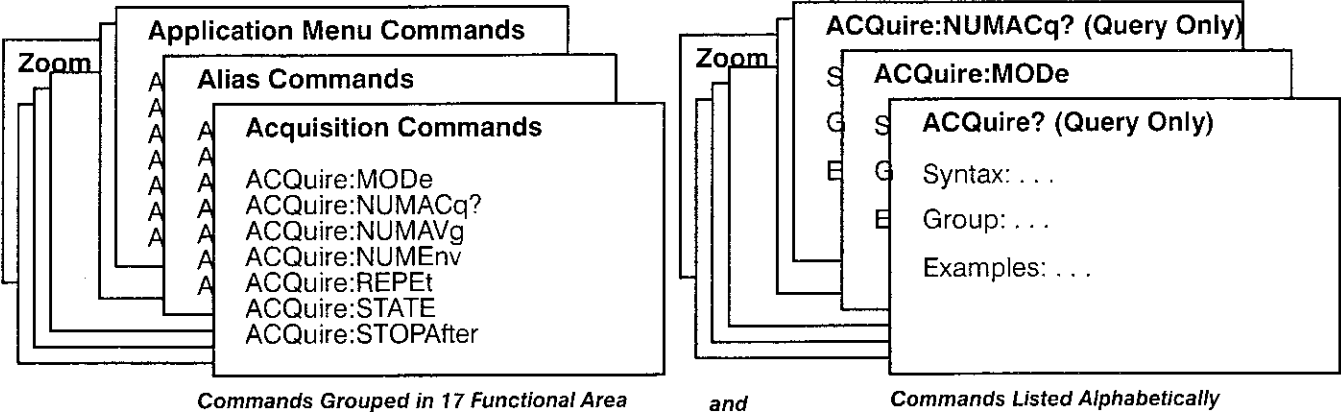 Application Menu Commands
Zoom
A
A
A
A
A
A
A
Alias Commands
A
A
A
A
A
A
A
Acquisition Commands
ACQuire:MODe
ACQuire:NUMACq?
ACQuire:NUMAVg
ACQuire:NUMEnv
ACQuire:REPEt
ACQuire:STATE
ACQuire:STOPAfter
Commands Grouped in 17 Functional Area
and
ACQuire:NUMACq? (Query Only)
Zoom
S
G
E
ACQuire:MODe
S
G
E
ACQuire? (Query Only)
Syntax: . . .
Group: . . .
Examples: . . .
Commands Listed Alphabetically